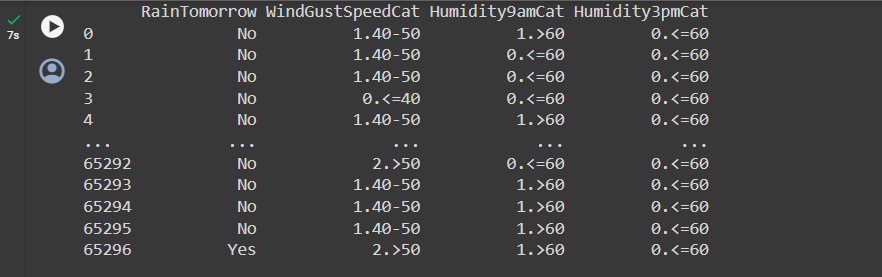 RainTomorrow WindGustSpeedCat Humidity9amCat Humidity3pmCat
7s
0 No 1.40-50 1.>60 0.<=60
1 No 1.40-50 0.<=60 0.<=60
2 No 1.40-50 0.<=60 0.<=60
3 No 0.<=40 0.<=60 0.<=60
4 No 1.40-50 1.>60 0.<=60
... ... ... ... ...
65292 No 2.>50 0.<=60 0.<=60
65293 No 1.40-50 1.>60 0.<=60
65294 No 1.40-50 1.>60 0.<=60
65295 No 1.40-50 1.>60 0.<=60
65296 Yes 2.>50 1.>60 0.<=60